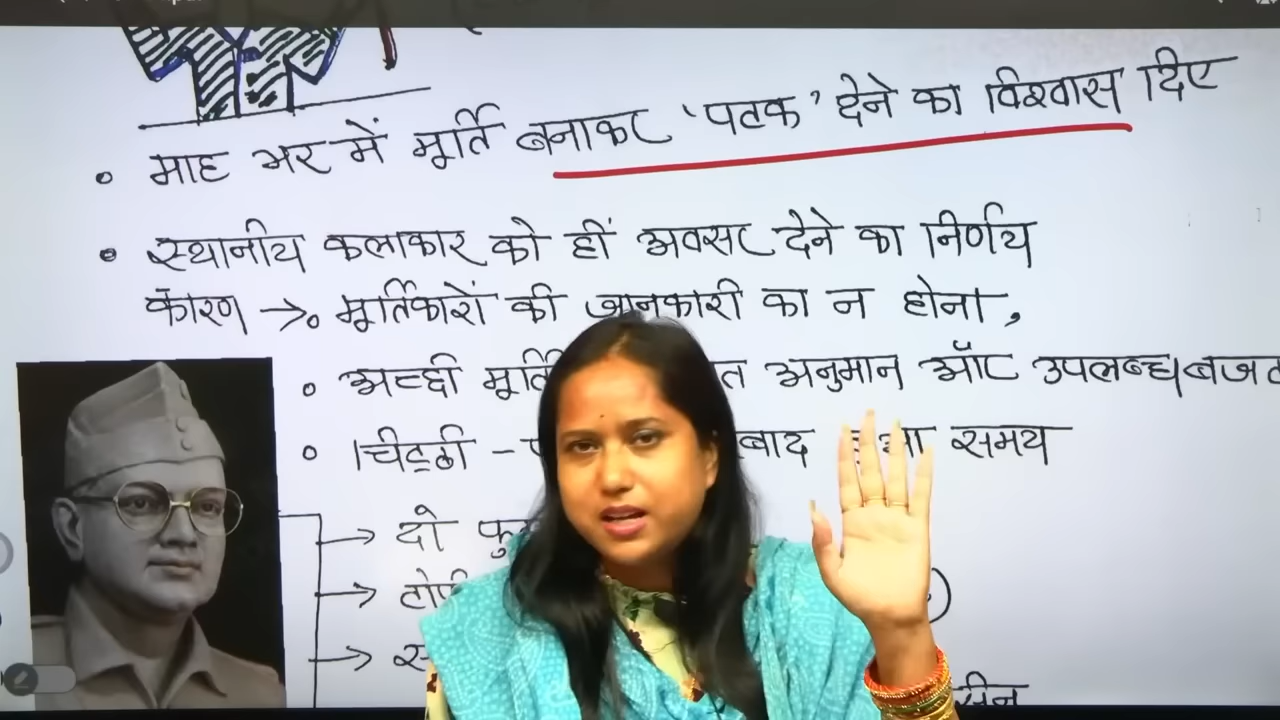 • माह भर में मूर्ति बनाकर 'पटक' देने का विश्वास दिए
• स्थानीय कलाकार को हीं अवसर देने का निर्णय
कारण →• मूर्तिकारों की जानकारी का न होना,
• अच्छी मूर्ति त अनुमान और उपलब्ध बजट
• चिट्ठी – बाद समय
→ दो
→ टोपी
→